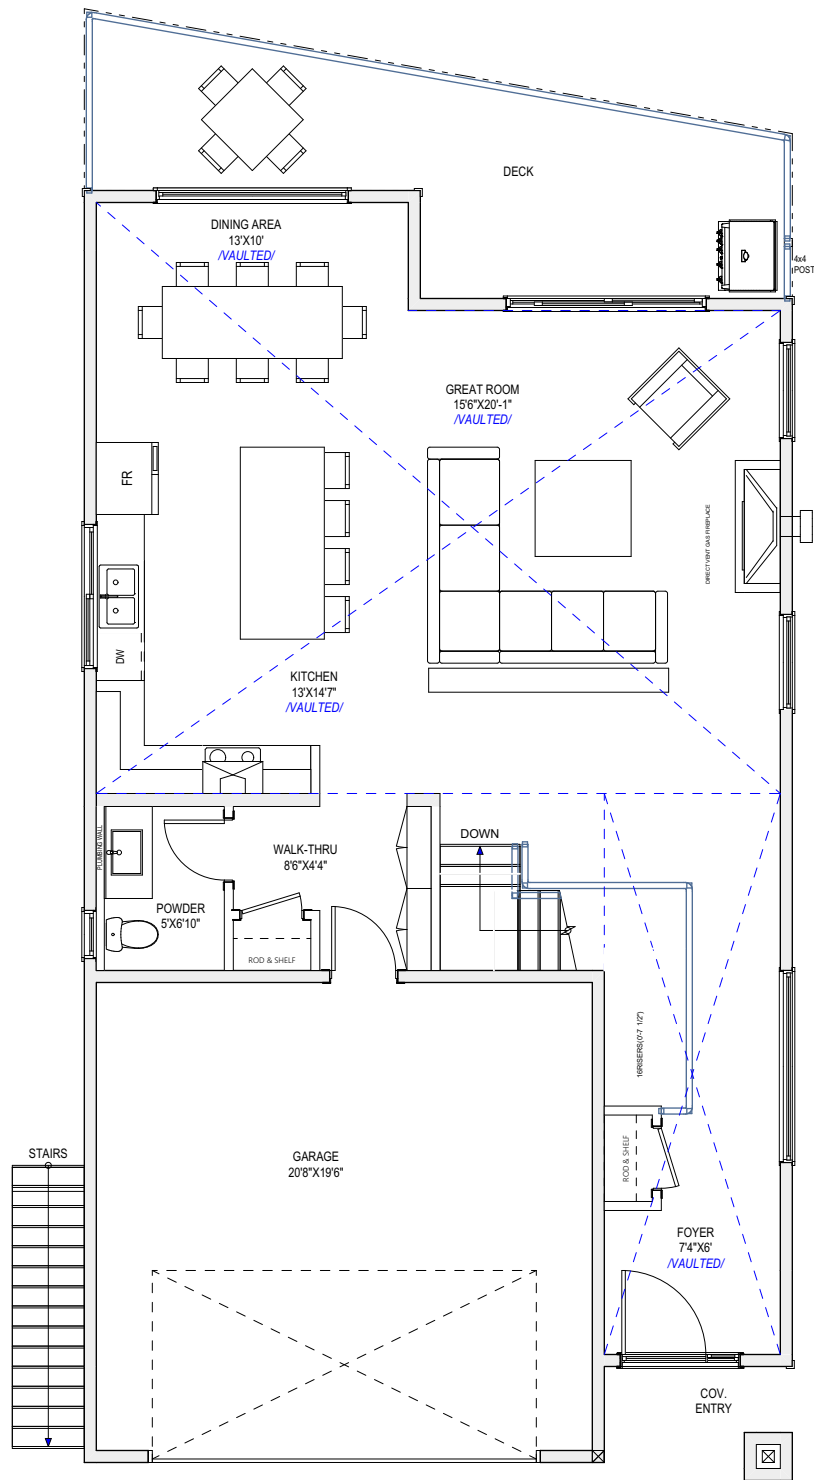 DECK
4x4
POST
DINING AREA
13'X10'
/VAULTED/
GREAT ROOM
15'6"X20'-1"
/VAULTED/
FR
DIRECT VENT GAS FIREPLACE
DW
KITCHEN
13'X14'7"
/VAULTED/
PLUMBING WALL
WALK-THRU
8'6"X4'4"
DOWN
POWDER
5'X6'10"
ROD & SHELF
16RISERS(0'-7 1/2")
ROD & SHELF
STAIRS
GARAGE
20'8"X19'6"
FOYER
7'4"X6'
/VAULTED/
COV.
ENTRY